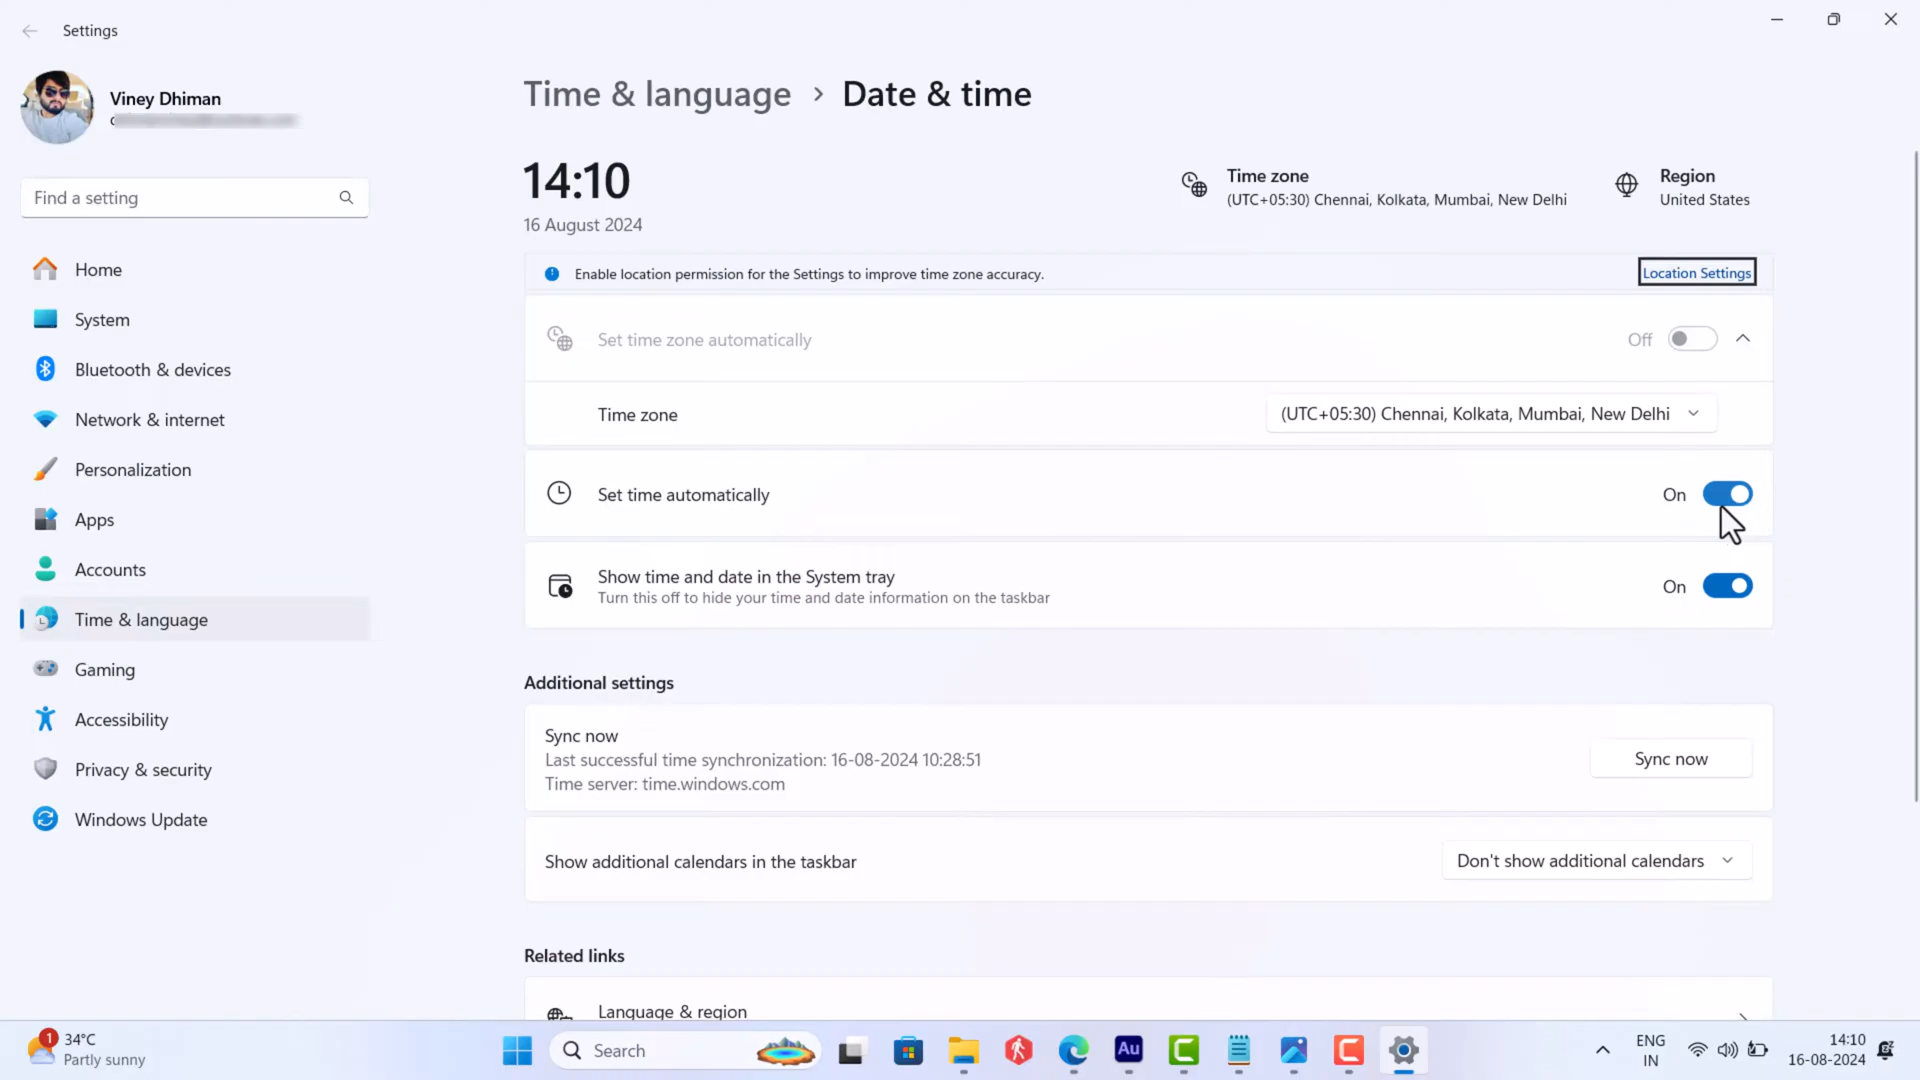 Settings
Viney Dhiman
Find a setting
Home
System
Bluetooth & devices
Network & internet
Personalization
Apps
Accounts
Time & language
Gaming
Accessibility
Privacy & security
Windows Update
Time & language > Date & time
14:10
16 August 2024
Time zone
(UTC+05:30) Chennai, Kolkata, Mumbai, New Delhi
Region
United States
Enable location permission for the Settings to improve time zone accuracy.
Location Settings
Set time zone automatically
Off
Time zone
(UTC+05:30) Chennai, Kolkata, Mumbai, New Delhi
Set time automatically
On
Show time and date in the System tray
Turn this off to hide your time and date information on the taskbar
On
Additional settings
Sync now
Last successful time synchronization: 16-08-2024 10:28:51
Time server: time.windows.com
Sync now
Show additional calendars in the taskbar
Don't show additional calendars
Related links
Language & region
1
34°C
Partly sunny
Search
Au
ENG
IN
14:10
16-08-2024